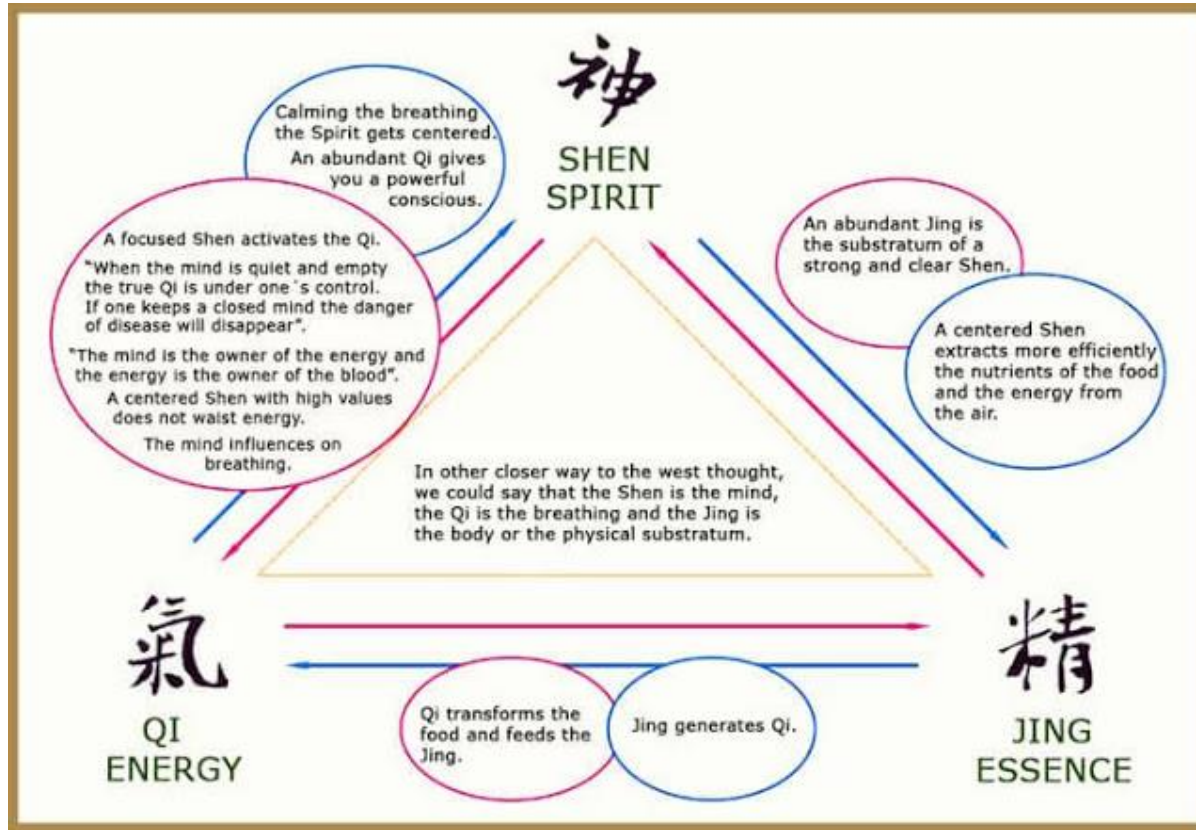 神
SHEN
SPIRIT
Calming the breathing
the Spirit gets centered.
An abundant Qi gives
you a powerful
conscious.
A focused Shen activates the Qi.
"When the mind is quiet and empty
the true Qi is under one´s control.
If one keeps a closed mind the danger
of disease will disappear".
"The mind is the owner of the energy and
the energy is the owner of the blood".
A centered Shen with high values
does not waist energy.
The mind influences on
breathing.
An abundant Jing is
the substratum of a
strong and clear Shen.
A centered Shen
extracts more efficiently
the nutrients of the food
and the energy from
the air.
In other closer way to the west thought,
we could say that the Shen is the mind,
the Qi is the breathing and the Jing is
the body or the physical substratum.
氣
QI
ENERGY
Qi transforms the
food and feeds the
Jing.
Jing generates Qi.
精
JING
ESSENCE